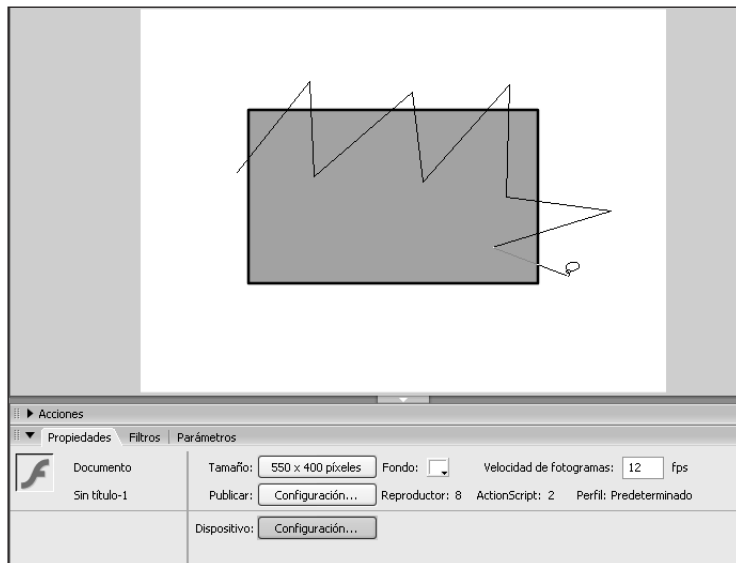 Acciones
Propiedades Filtros Parámetros
Documento Tamaño: 550 x 400 píxeles Fondo: Velocidad de fotogramas: 12 fps
Sin título-1 Publicar: Configuración... Reproductor: 8 ActionScript: 2 Perfil: Predeterminado
Dispositivo: Configuración...